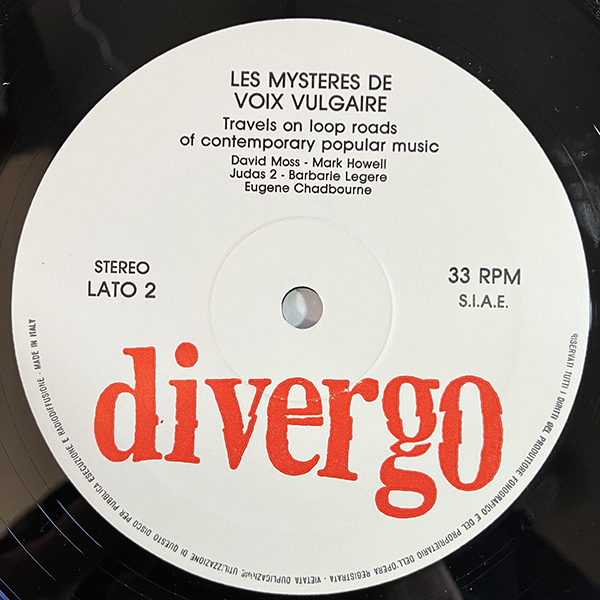 LES MYSTERES DE
VOIX VULGAIRE
Travels on loop roads
of contemporary popular music
David Moss - Mark Howell
Judas 2 - Barbarie Legere
Eugene Chadbourne
STEREO
LATO 2
33 RPM
S.I.A.E.
divergo
RISERVATI TUTTI I DIRITTI DEL PRODUTTORE FONOGRAFICO E DEL PROPRIETARIO DELL'OPERA REGISTRATA - VIETATA DUPLICAZIONE UTILIZZAZIONE DI QUESTO DISCO PER PUBBLICA ESECUZIONE E RADIODIFFUSIONE - MADE IN ITALY